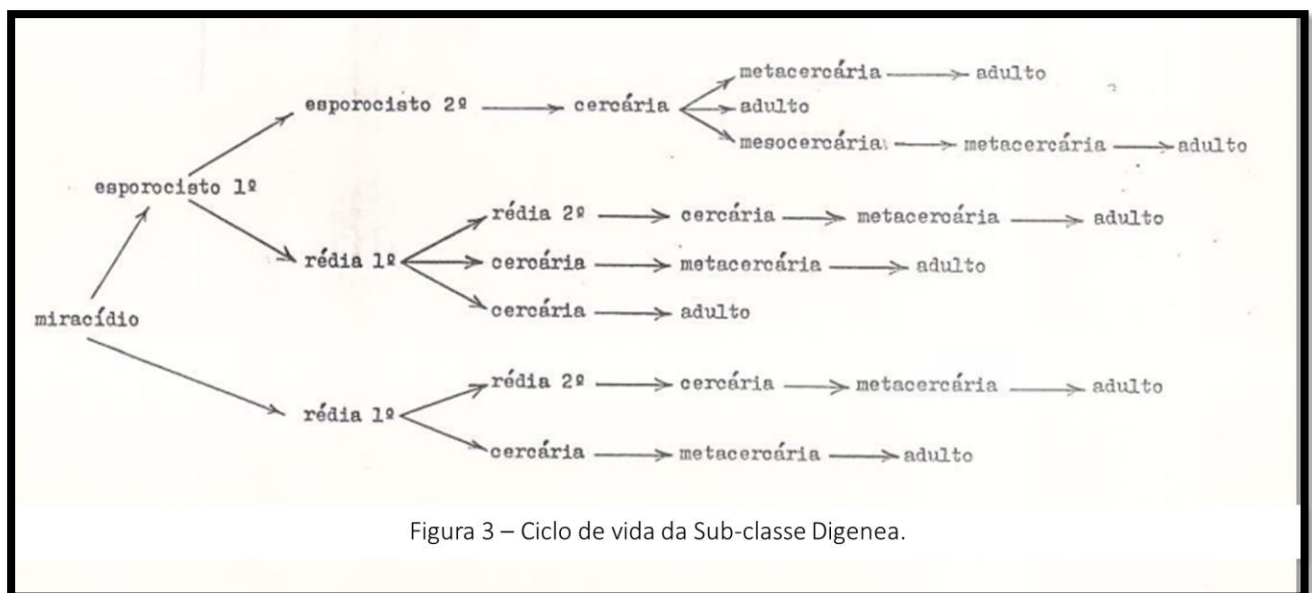 metacercária adulto
esporocisto 2º cercária adulto
mesocercária metacercária adulto
esporocisto 1º
rédia 2º cercária metacercária adulto
rédia 1º cercária metacercária adulto
cercária adulto
miracídio
rédia 2º cercária metacercária adulto
rédia 1º
cercária metacercária adulto
Figura 3 – Ciclo de vida da Sub-classe Digenea.